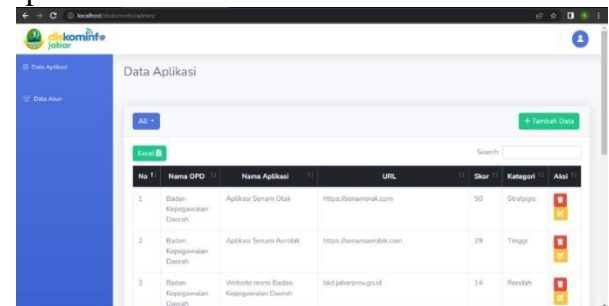 localhost/diskominfo/admin/
diskominfo
jabar
Data Aplikasi
Data Akun
Data Aplikasi
All
+ Tambah Data
Excel
Search:
No Nama OPD Nama Aplikasi URL Skor Kategori Aksi
1 Badan Kepegawaian Daerah Aplikasi Senam Otak https://senamorak.com 50 Strategis
2 Badan Kepegawaian Daerah Aplikasi Senam Aerobik https://senamaerobik.com 29 Tinggi
3 Badan Kepegawaian Daerah Website resmi Badan Kepegawaian Daerah bkd.jabarprov.go.id 14 Rendah